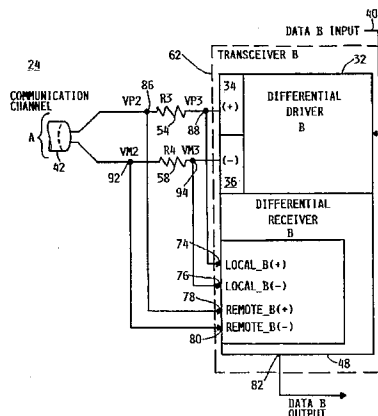 DATA B INPUT
40
TRANSCEIVER B
62
32
24
COMMUNICATION
CHANNEL
A
42
VP2
86
R3
54
VP3
88
34
(+)
DIFFERENTIAL
DRIVER
B
VM2
92
R4
58
VM3
94
(-)
36
DIFFERENTIAL
RECEIVER
B
74
LOCAL_B(+)
76
LOCAL_B(-)
78
REMOTE_B(+)
80
REMOTE_B(-)
82
48
DATA B
OUTPUT